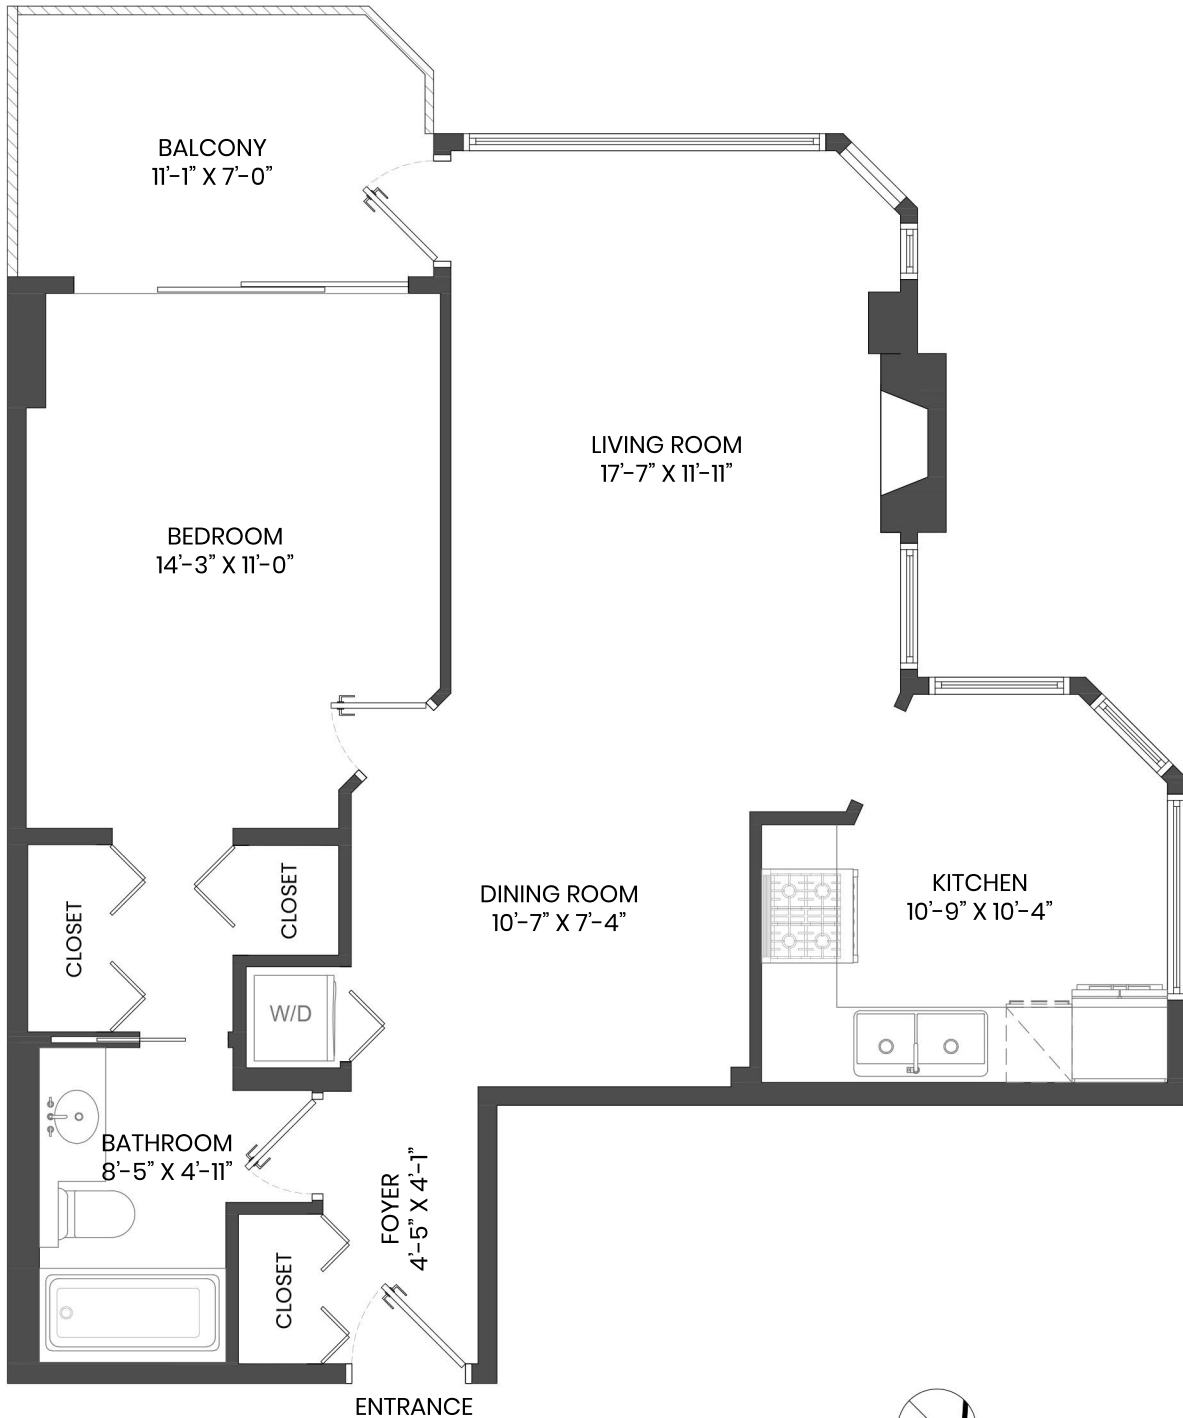 BALCONY
11'-1" X 7'-0"
LIVING ROOM
17'-7" X 11'-11"
BEDROOM
14'-3" X 11'-0"
CLOSET
CLOSET
DINING ROOM
10'-7" X 7'-4"
KITCHEN
10'-9" X 10'-4"
W/D
BATHROOM
8'-5" X 4'-11"
FOYER
4'-5" X 4'-1"
CLOSET
ENTRANCE